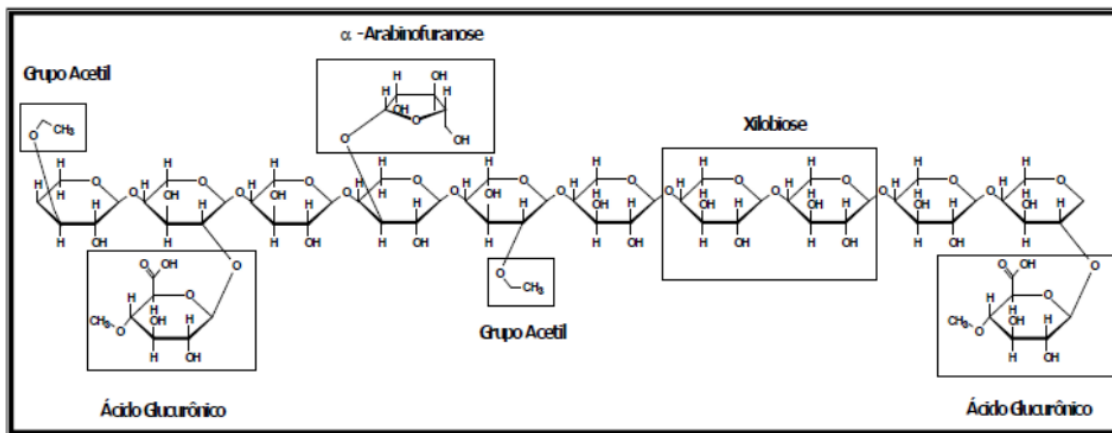 α -Arabinofuranose
Grupo Acetil
Xilobiose
Grupo Acetil
Ácido Glucurônico
Ácido Glucurônico